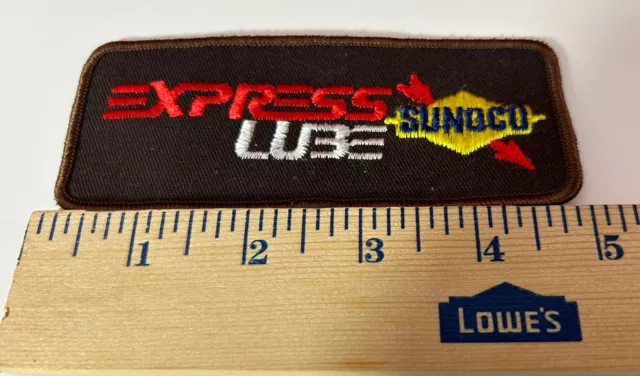 EXPRESS
LUBE
SUNOCO
1 2 3 4 5
LOWE'S